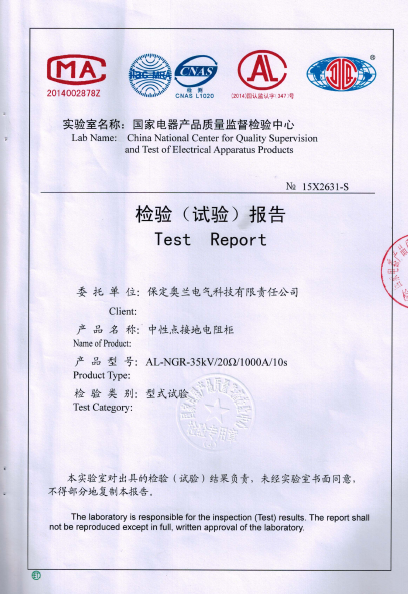 MA
2014002878Z
ilac-MRA
CNAS
检 测
CNAS L1020
AL
(2014)国认监认字(347)号
®
实验室名称：国家电器产品质量监督检验中心
Lab Name: China National Center for Quality Supervision
and Test of Electrical Apparatus Products
№ 15X2631-S
检验（试验）报告
Test Report
委 托 单 位：保定奥兰电气科技有限责任公司
Client:
产 品 名 称：中性点接地电阻柜
Name of Product:
产 品 型 号：AL-NGR-35kV/20Ω/1000A/10s
Product Type:
检 验 类 别：型式试验
Test Category:
本实验室对出具的检验（试验）结果负责，未经实验室书面同意，
不得部分地复制本报告。
The laboratory is responsible for the inspection (Test) results. The report shall
not be reproduced except in full, written approval of the laboratory.